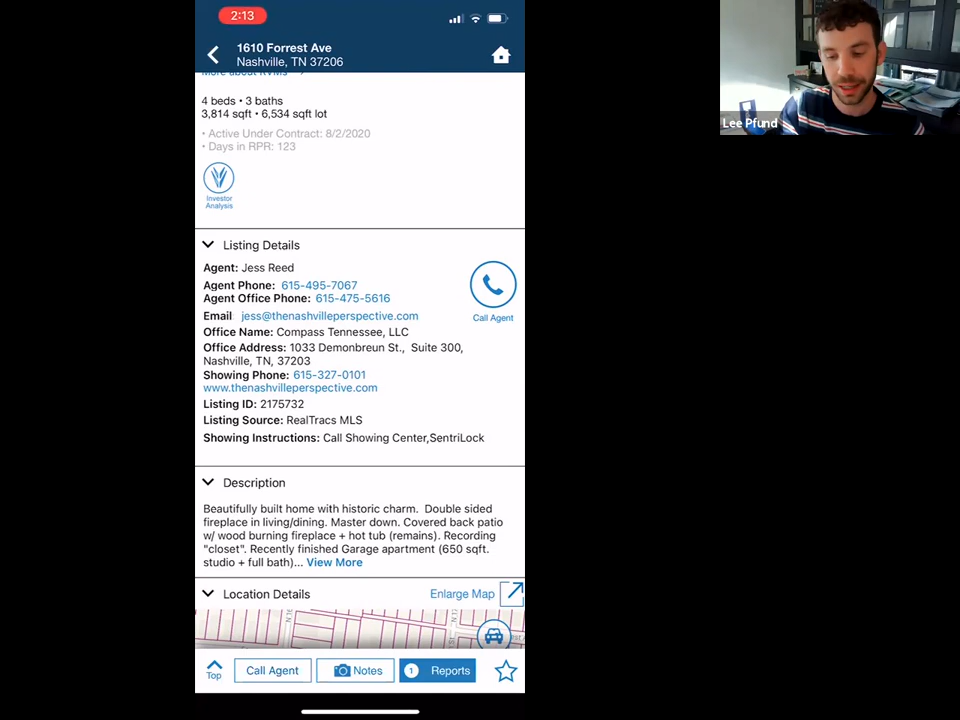 2:13
1610 Forrest Ave
Nashville, TN 37206
More about RVMs
4 beds • 3 baths
3,814 sqft • 6,534 sqft lot
• Active Under Contract: 8/2/2020
• Days in RPR: 123
Investor
Analysis
Listing Details
Agent: Jess Reed
Agent Phone: 615-495-7067
Agent Office Phone: 615-475-5616
Email: jess@thenashvilleperspective.com
Office Name: Compass Tennessee, LLC
Office Address: 1033 Demonbreun St., Suite 300,
Nashville, TN, 37203
Showing Phone: 615-327-0101
www.thenashvilleperspective.com
Listing ID: 2175732
Listing Source: RealTracs MLS
Showing Instructions: Call Showing Center,SentriLock
Call Agent
Description
Beautifully built home with historic charm. Double sided
fireplace in living/dining. Master down. Covered back patio
w/ wood burning fireplace + hot tub (remains). Recording
"closet". Recently finished Garage apartment (650 sqft.
studio + full bath)... View More
Location Details
Enlarge Map
Top
Call Agent
Notes
1 Reports
Lee Pfund